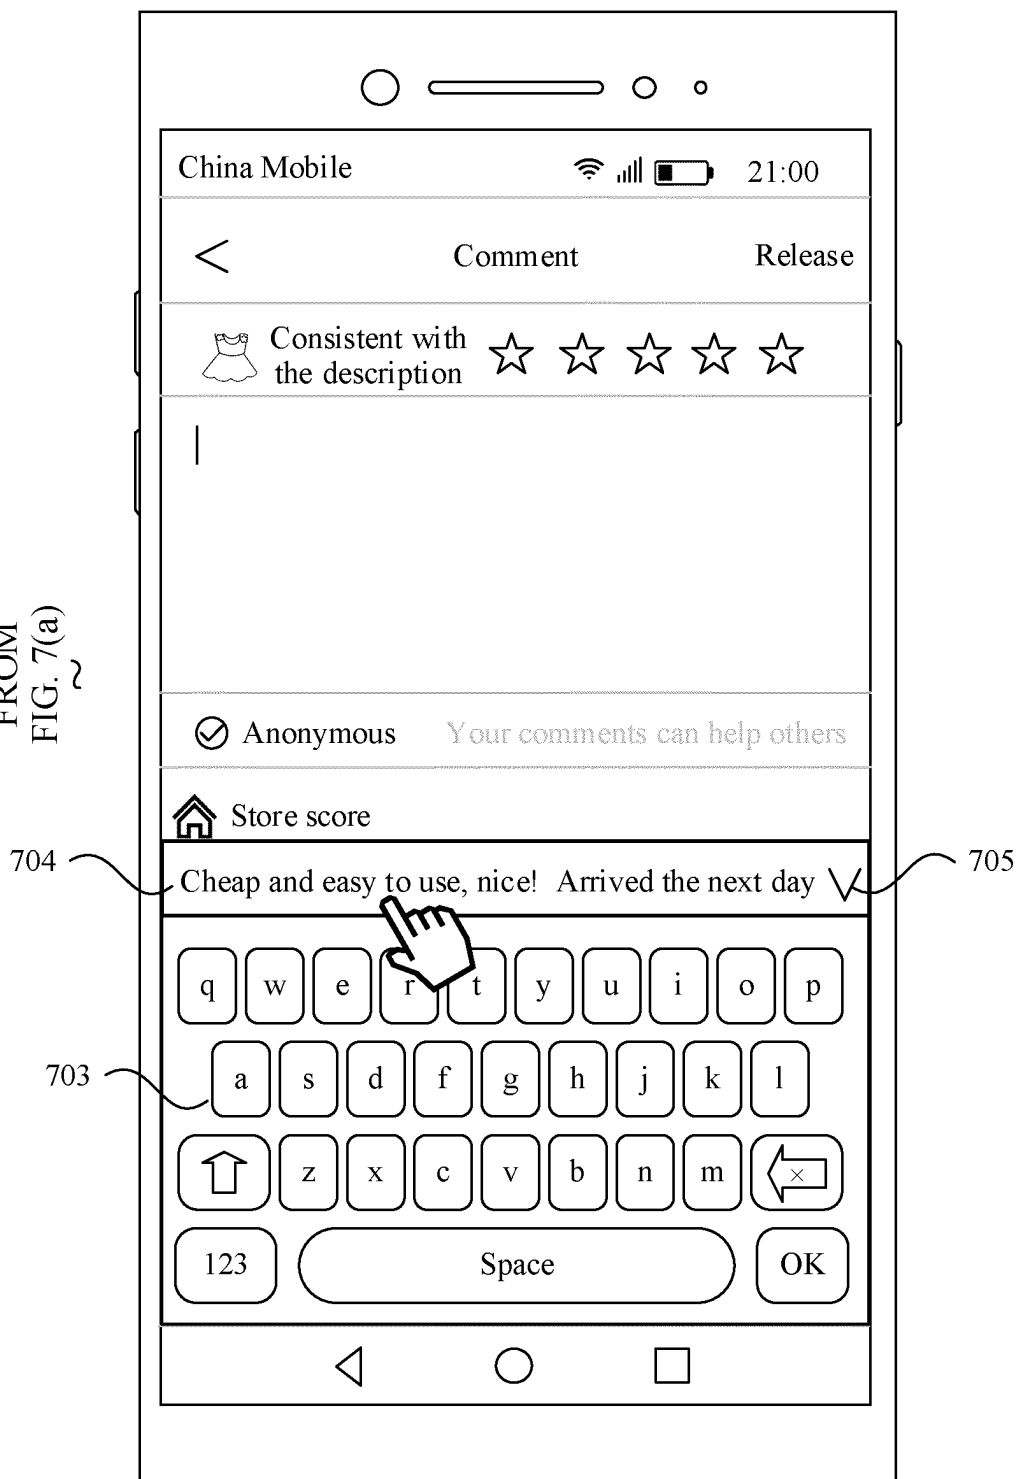 China Mobile 21:00
< Comment Release
Consistent with
the description
FROM
FIG. 7(a)
Anonymous Your comments can help others
Store score
704
Cheap and easy to use, nice! Arrived the next day
705
q w e r t y u i o p
703
a s d f g h j k l
z x c v b n m ×
123 Space OK